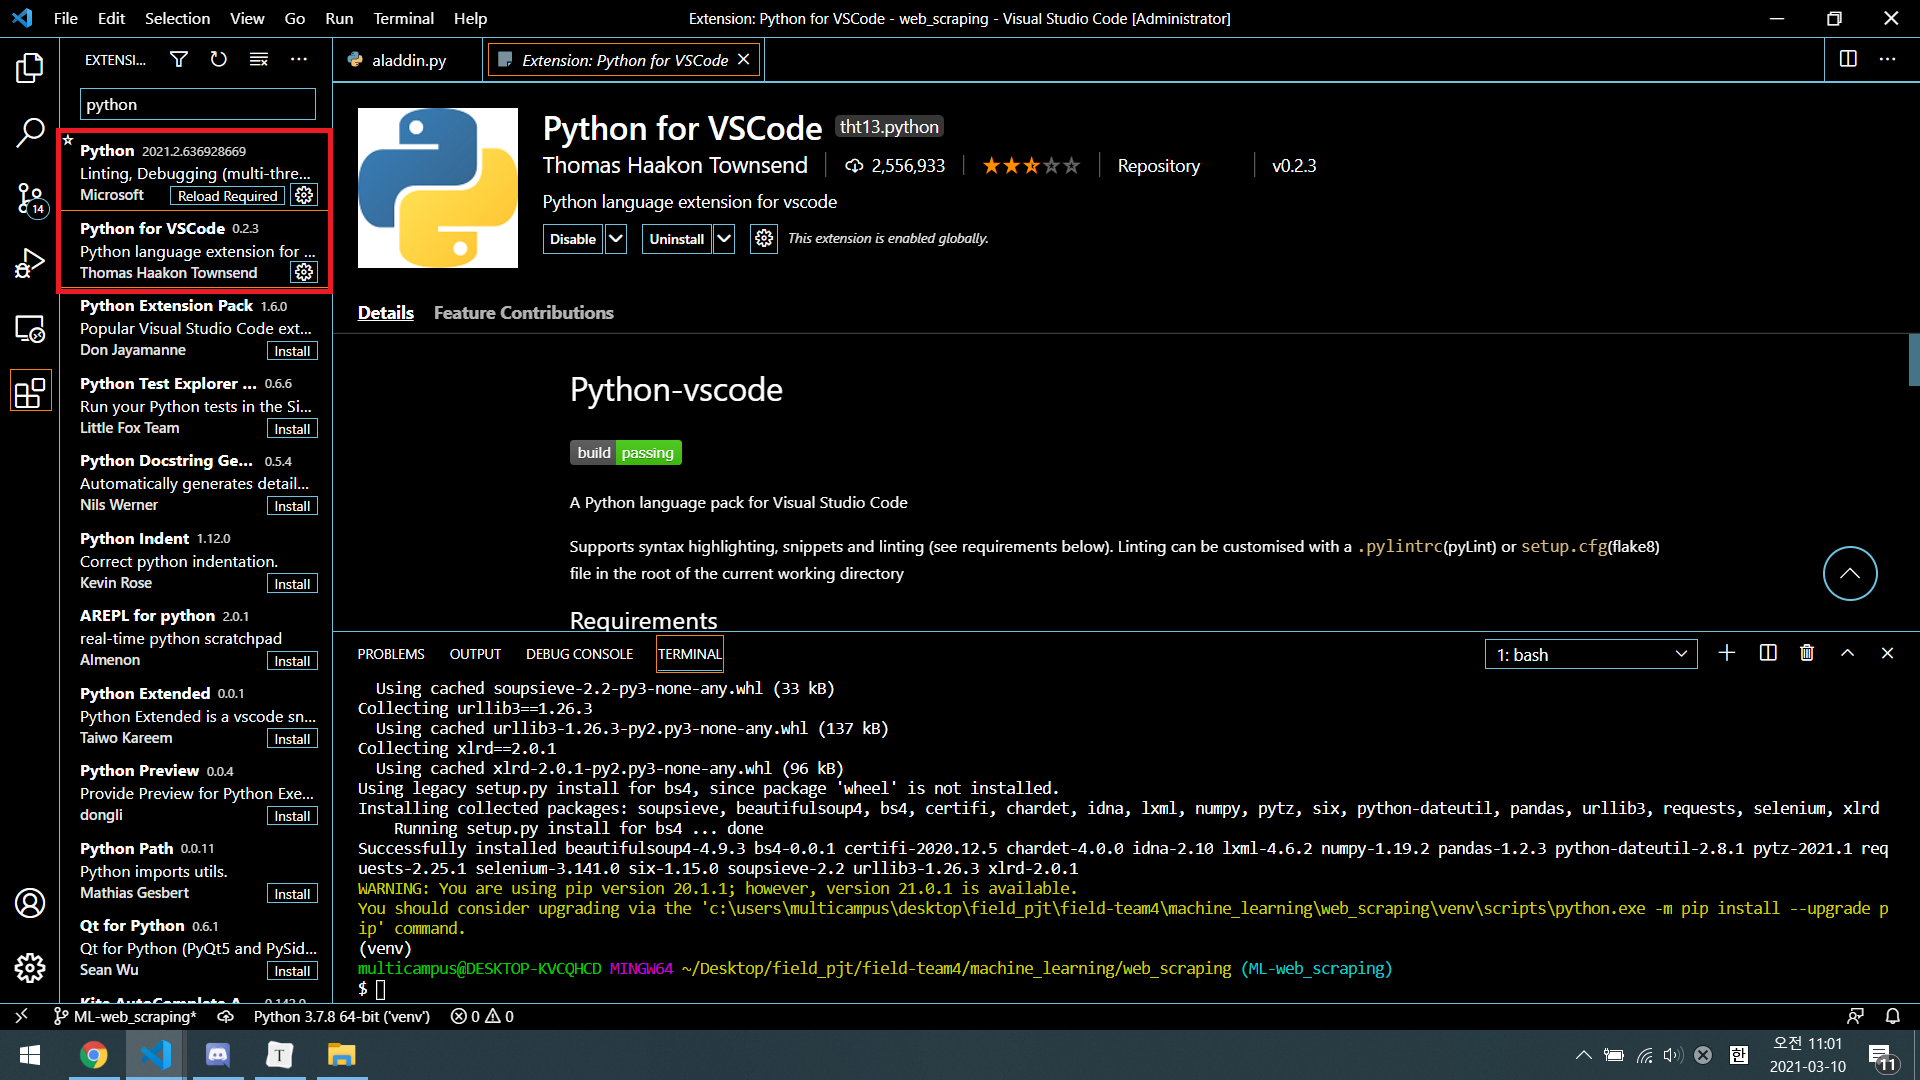 File Edit Selection View Go Run Terminal Help
Extension: Python for VSCode - web_scraping - Visual Studio Code [Administrator]
EXTENSI...
python
Python 2021.2.636928669
Linting, Debugging (multi-thre...
Microsoft Reload Required
Python for VSCode 0.2.3
Python language extension for ...
Thomas Haakon Townsend
Python Extension Pack 1.6.0
Popular Visual Studio Code ext...
Don Jayamanne Install
Python Test Explorer ... 0.6.6
Run your Python tests in the Si...
Little Fox Team Install
Python Docstring Ge... 0.5.4
Automatically generates detail...
Nils Werner Install
Python Indent 1.12.0
Correct python indentation.
Kevin Rose Install
AREPL for python 2.0.1
real-time python scratchpad
Almenon Install
Python Extended 0.0.1
Python Extended is a vscode sn...
Taiwo Kareem Install
Python Preview 0.0.4
Provide Preview for Python Exe...
dongli Install
Python Path 0.0.11
Python imports utils.
Mathias Gesbert Install
Qt for Python 0.6.1
Qt for Python (PyQt5 and PySid...
Sean Wu Install
14
aladdin.py
Extension: Python for VSCode
Python for VSCode tht13.python
Thomas Haakon Townsend 2,556,933 Repository v0.2.3
Python language extension for vscode
Disable Uninstall This extension is enabled globally.
Details Feature Contributions
Python-vscode
build passing
A Python language pack for Visual Studio Code
Supports syntax highlighting, snippets and linting (see requirements below). Linting can be customised with a .pylintrc(pyLint) or setup.cfg(flake8)
file in the root of the current working directory
Requirements
PROBLEMS OUTPUT DEBUG CONSOLE TERMINAL 1: bash
Using cached soupsieve-2.2-py3-none-any.whl (33 kB)
Collecting urllib3==1.26.3
Using cached urllib3-1.26.3-py2.py3-none-any.whl (137 kB)
Collecting xlrd==2.0.1
Using cached xlrd-2.0.1-py2.py3-none-any.whl (96 kB)
Using legacy setup.py install for bs4, since package 'wheel' is not installed.
Installing collected packages: soupsieve, beautifulsoup4, bs4, certifi, chardet, idna, lxml, numpy, pytz, six, python-dateutil, pandas, urllib3, requests, selenium, xlrd
Running setup.py install for bs4 ... done
Successfully installed beautifulsoup4-4.9.3 bs4-0.0.1 certifi-2020.12.5 chardet-4.0.0 idna-2.10 lxml-4.6.2 numpy-1.19.2 pandas-1.2.3 python-dateutil-2.8.1 pytz-2021.1 req
uests-2.25.1 selenium-3.141.0 six-1.15.0 soupsieve-2.2 urllib3-1.26.3 xlrd-2.0.1
WARNING: You are using pip version 20.1.1; however, version 21.0.1 is available.
You should consider upgrading via the 'c:\users\multicampus\desktop\field_pjt\field-team4\machine_learning\web_scraping\venv\scripts\python.exe -m pip install --upgrade p
ip' command.
(venv)
multicampus@DESKTOP-KVCQHCD MINGW64 ~/Desktop/field_pjt/field-team4/machine_learning/web_scraping (ML-web_scraping)
$
ML-web_scraping* Python 3.7.8 64-bit ('venv') 0 0
T
한
오전 11:01
2021-03-10
11